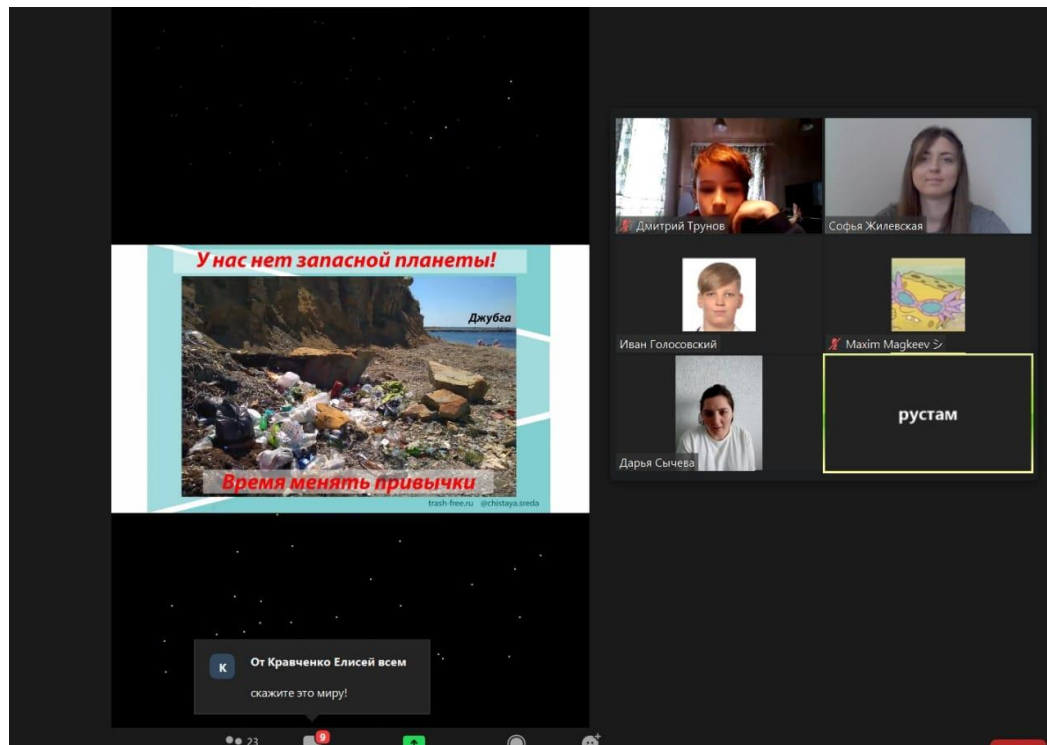 У нас нет запасной планеты!
Джубга
Время менять привычки
trash-free.ru @chistaya.sreda
Дмитрий Трунов
Софья Жилевская
Иван Голосовский
Maxim Magkeev シ
Дарья Сычева
рустам
К
От Кравченко Елисей всем
скажите это миру!
23
9